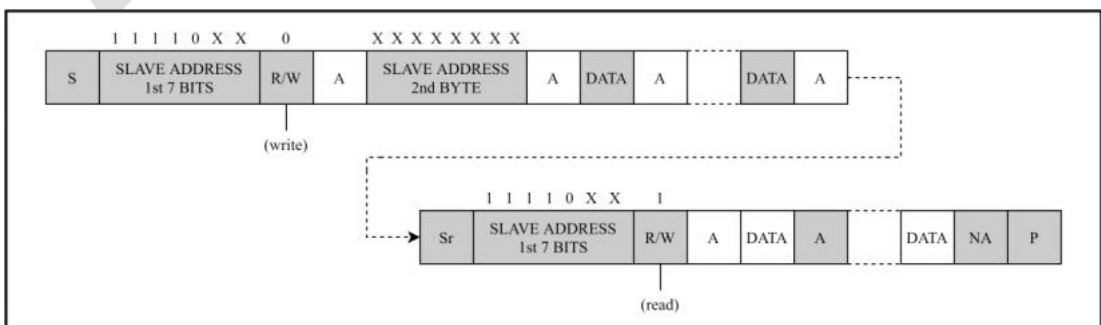 1 1 1 1 0 X X 0 X X X X X X X X
S SLAVE ADDRESS 1st 7 BITS R/W A SLAVE ADDRESS 2nd BYTE A DATA A DATA A
(write)
1 1 1 1 0 X X 1
Sr SLAVE ADDRESS 1st 7 BITS R/W A DATA A DATA NA P
(read)